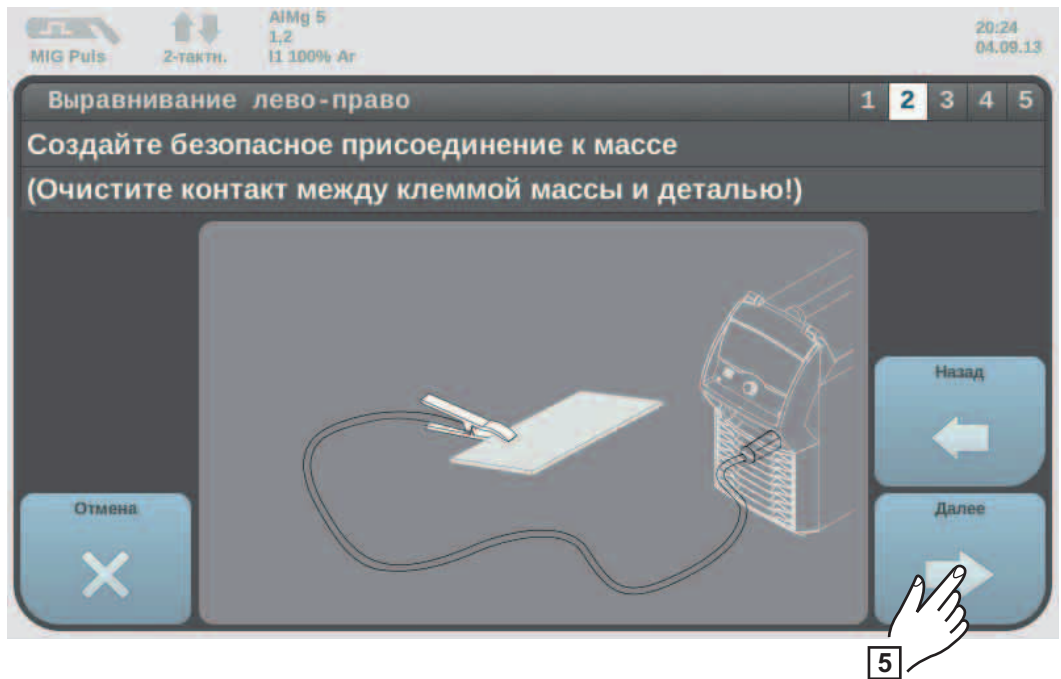 MIG Puls
2-тактн.
AlMg 5
1,2
I1 100% Ar
20:24
04.09.13
Выравнивание лево-право
1 2 3 4 5
Создайте безопасное присоединение к массе
(Очистите контакт между клеммой массы и деталью!)
Назад
Отмена
Далее
5